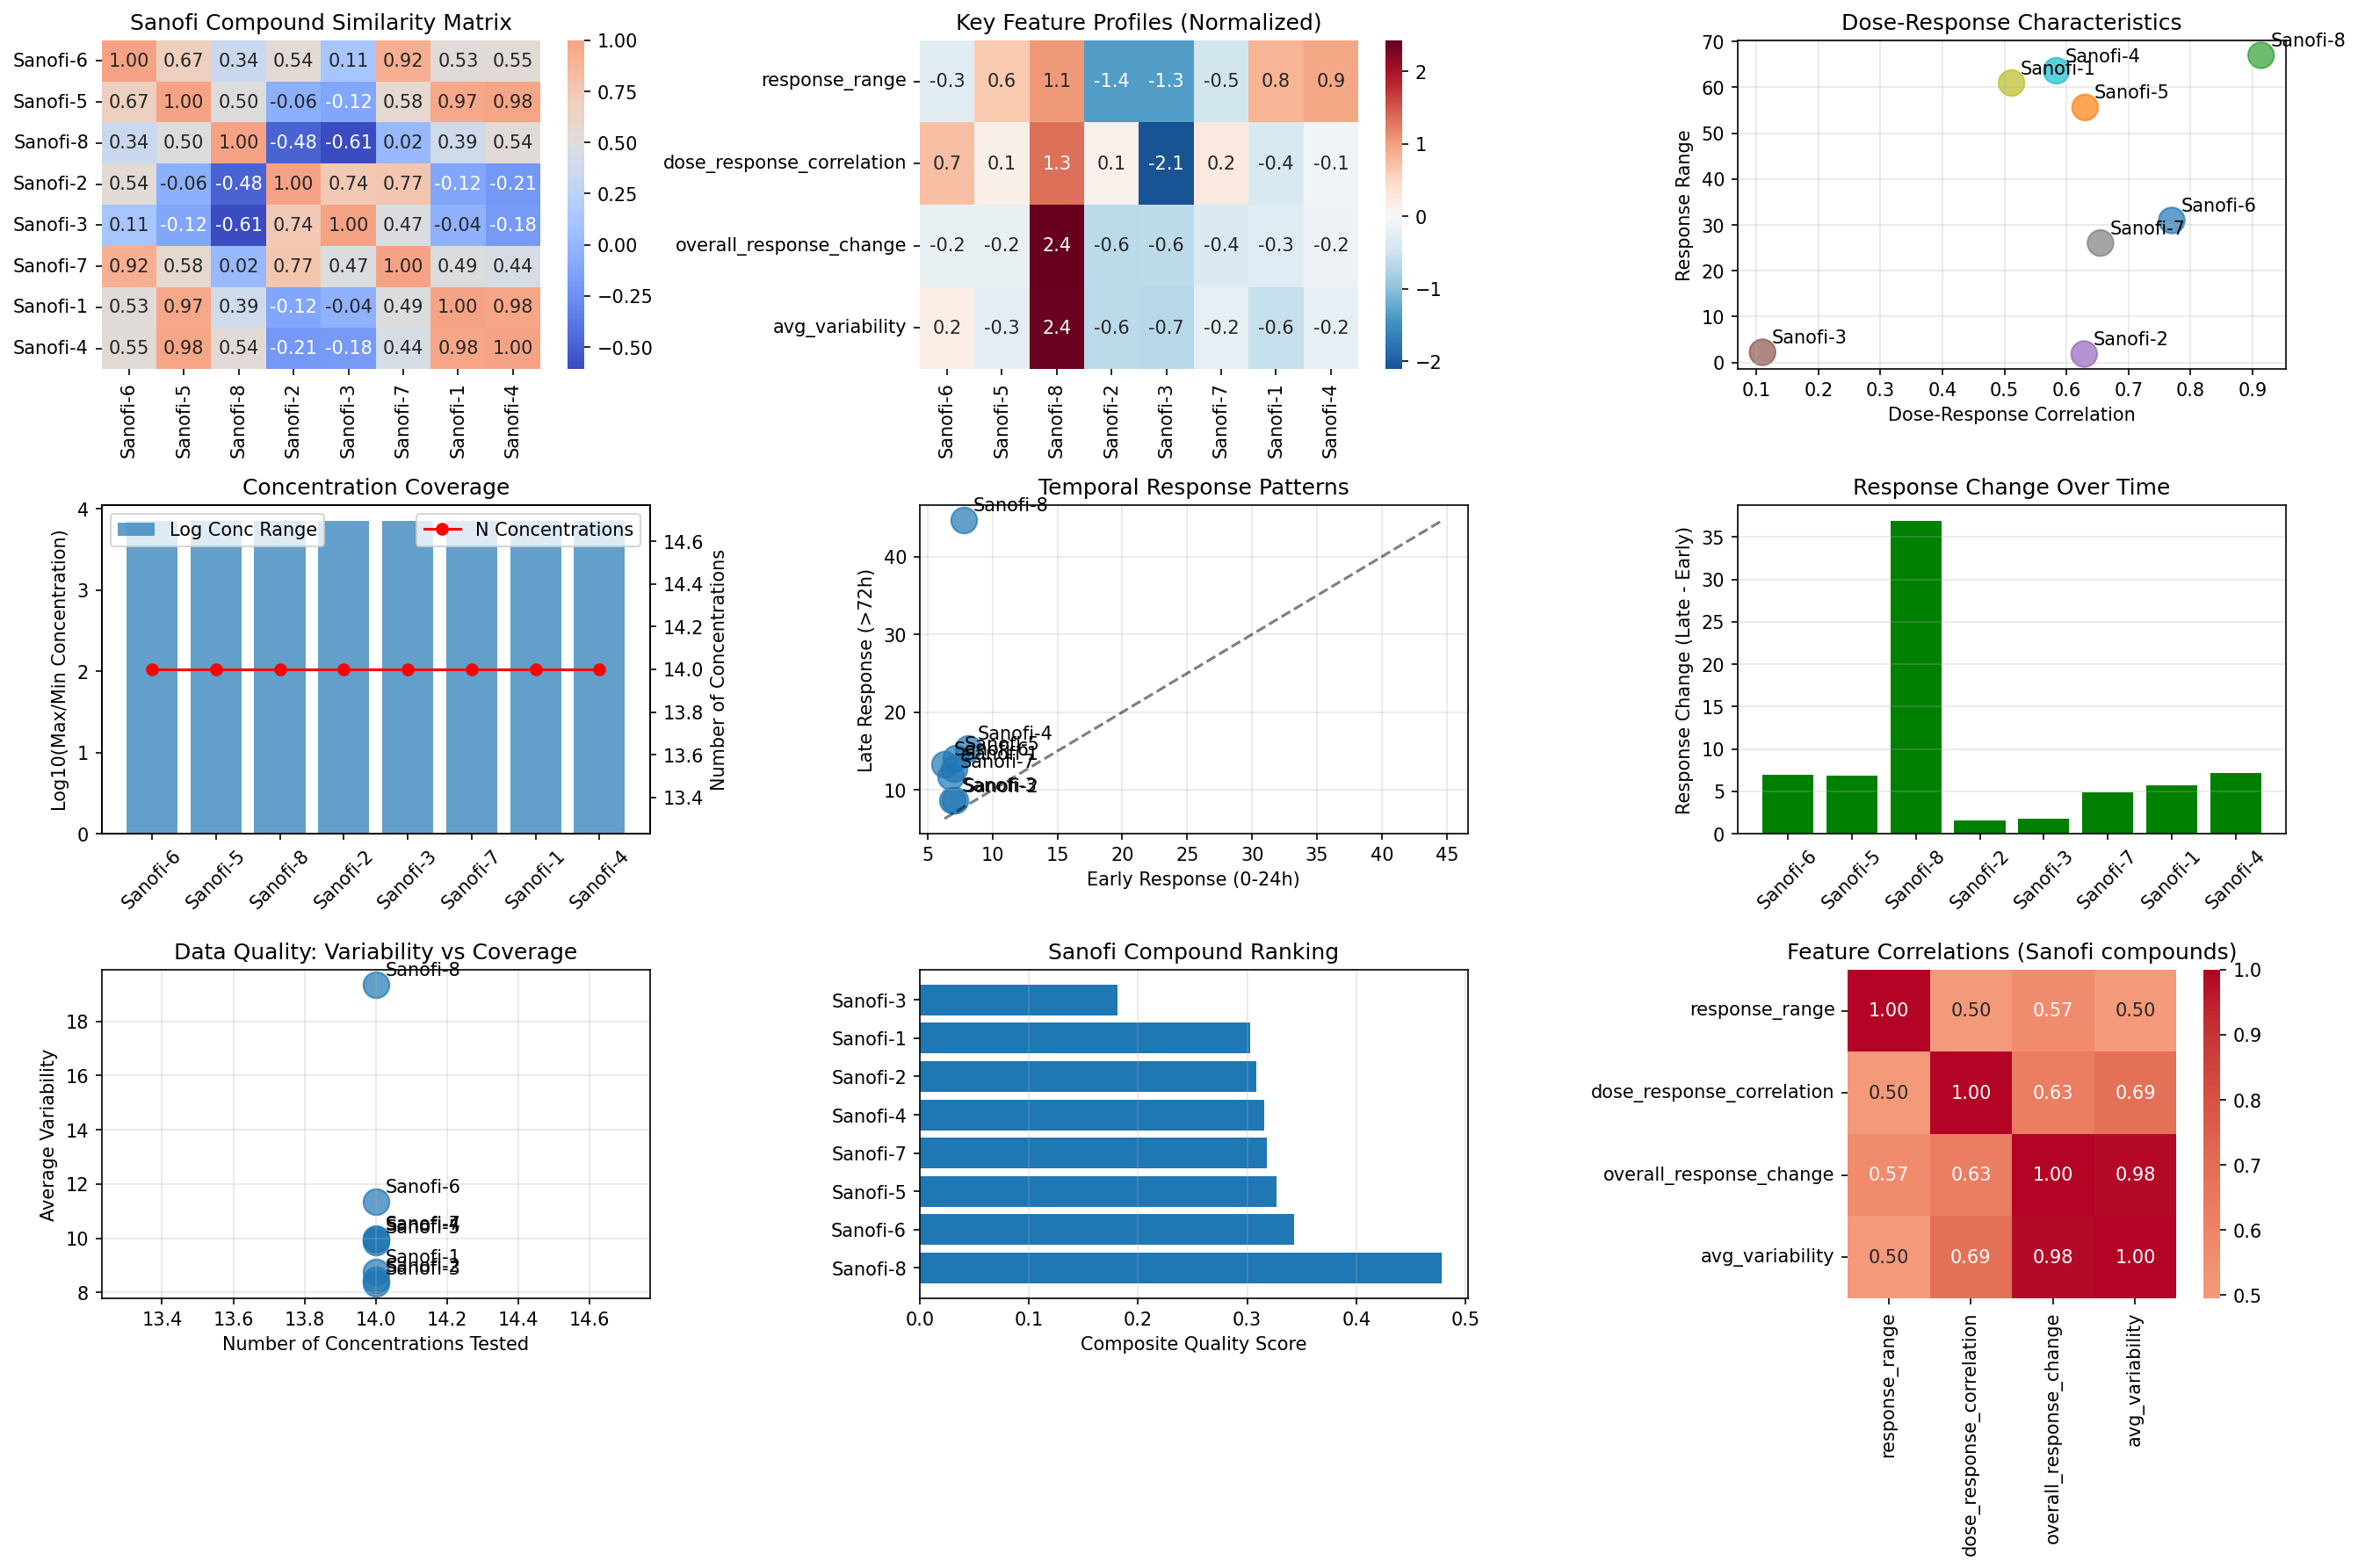 Sanofi Compound Similarity Matrix
Sanofi-6 1.00 0.67 0.34 0.54 0.11 0.92 0.53 0.55
Sanofi-5 0.67 1.00 0.50 -0.06 -0.12 0.58 0.97 0.98
Sanofi-8 0.34 0.50 1.00 -0.48 -0.61 0.02 0.39 0.54
Sanofi-2 0.54 -0.06 -0.48 1.00 0.74 0.77 -0.12 -0.21
Sanofi-3 0.11 -0.12 -0.61 0.74 1.00 0.47 -0.04 -0.18
Sanofi-7 0.92 0.58 0.02 0.77 0.47 1.00 0.49 0.44
Sanofi-1 0.53 0.97 0.39 -0.12 -0.04 0.49 1.00 0.98
Sanofi-4 0.55 0.98 0.54 -0.21 -0.18 0.44 0.98 1.00
Sanofi-6 Sanofi-5 Sanofi-8 Sanofi-2 Sanofi-3 Sanofi-7 Sanofi-1 Sanofi-4
1.00
0.75
0.50
0.25
0.00
−0.25
−0.50
Key Feature Profiles (Normalized)
response_range -0.3 0.6 1.1 -1.4 -1.3 -0.5 0.8 0.9
dose_response_correlation 0.7 0.1 1.3 0.1 -2.1 0.2 -0.4 -0.1
overall_response_change -0.2 -0.2 2.4 -0.6 -0.6 -0.4 -0.3 -0.2
avg_variability 0.2 -0.3 2.4 -0.6 -0.7 -0.2 -0.6 -0.2
Sanofi-6 Sanofi-5 Sanofi-8 Sanofi-2 Sanofi-3 Sanofi-7 Sanofi-1 Sanofi-4
2
1
0
−1
−2
Dose-Response Characteristics
Response Range
70
60
50
40
30
20
10
0
Sanofi-8
Sanofi-4
Sanofi-1
Sanofi-5
Sanofi-6
Sanofi-7
Sanofi-3
Sanofi-2
0.1 0.2 0.3 0.4 0.5 0.6 0.7 0.8 0.9
Dose-Response Correlation
Concentration Coverage
Log10(Max/Min Concentration)
4
3
2
1
0
Log Conc Range
N Concentrations
14.6
14.4
14.2
14.0
13.8
13.6
13.4
Number of Concentrations
Sanofi-6 Sanofi-5 Sanofi-8 Sanofi-2 Sanofi-3 Sanofi-7 Sanofi-1 Sanofi-4
Temporal Response Patterns
Late Response (>72h)
40
30
20
10
Sanofi-8
Sanofi-4
Sanofi-5
Sanofi-6
Sanofi-1
Sanofi-7
Sanofi-3
Sanofi-2
5 10 15 20 25 30 35 40 45
Early Response (0-24h)
Response Change Over Time
Response Change (Late - Early)
35
30
25
20
15
10
5
0
Sanofi-6 Sanofi-5 Sanofi-8 Sanofi-2 Sanofi-3 Sanofi-7 Sanofi-1 Sanofi-4
Data Quality: Variability vs Coverage
Average Variability
18
16
14
12
10
8
Sanofi-8
Sanofi-6
Sanofi-1
13.4 13.6 13.8 14.0 14.2 14.4 14.6
Number of Concentrations Tested
Sanofi Compound Ranking
Sanofi-3
Sanofi-1
Sanofi-2
Sanofi-4
Sanofi-7
Sanofi-5
Sanofi-6
Sanofi-8
0.0 0.1 0.2 0.3 0.4 0.5
Composite Quality Score
Feature Correlations (Sanofi compounds)
response_range 1.00 0.50 0.57 0.50
dose_response_correlation 0.50 1.00 0.63 0.69
overall_response_change 0.57 0.63 1.00 0.98
avg_variability 0.50 0.69 0.98 1.00
response_range dose_response_correlation overall_response_change avg_variability
1.0
0.9
0.8
0.7
0.6
0.5